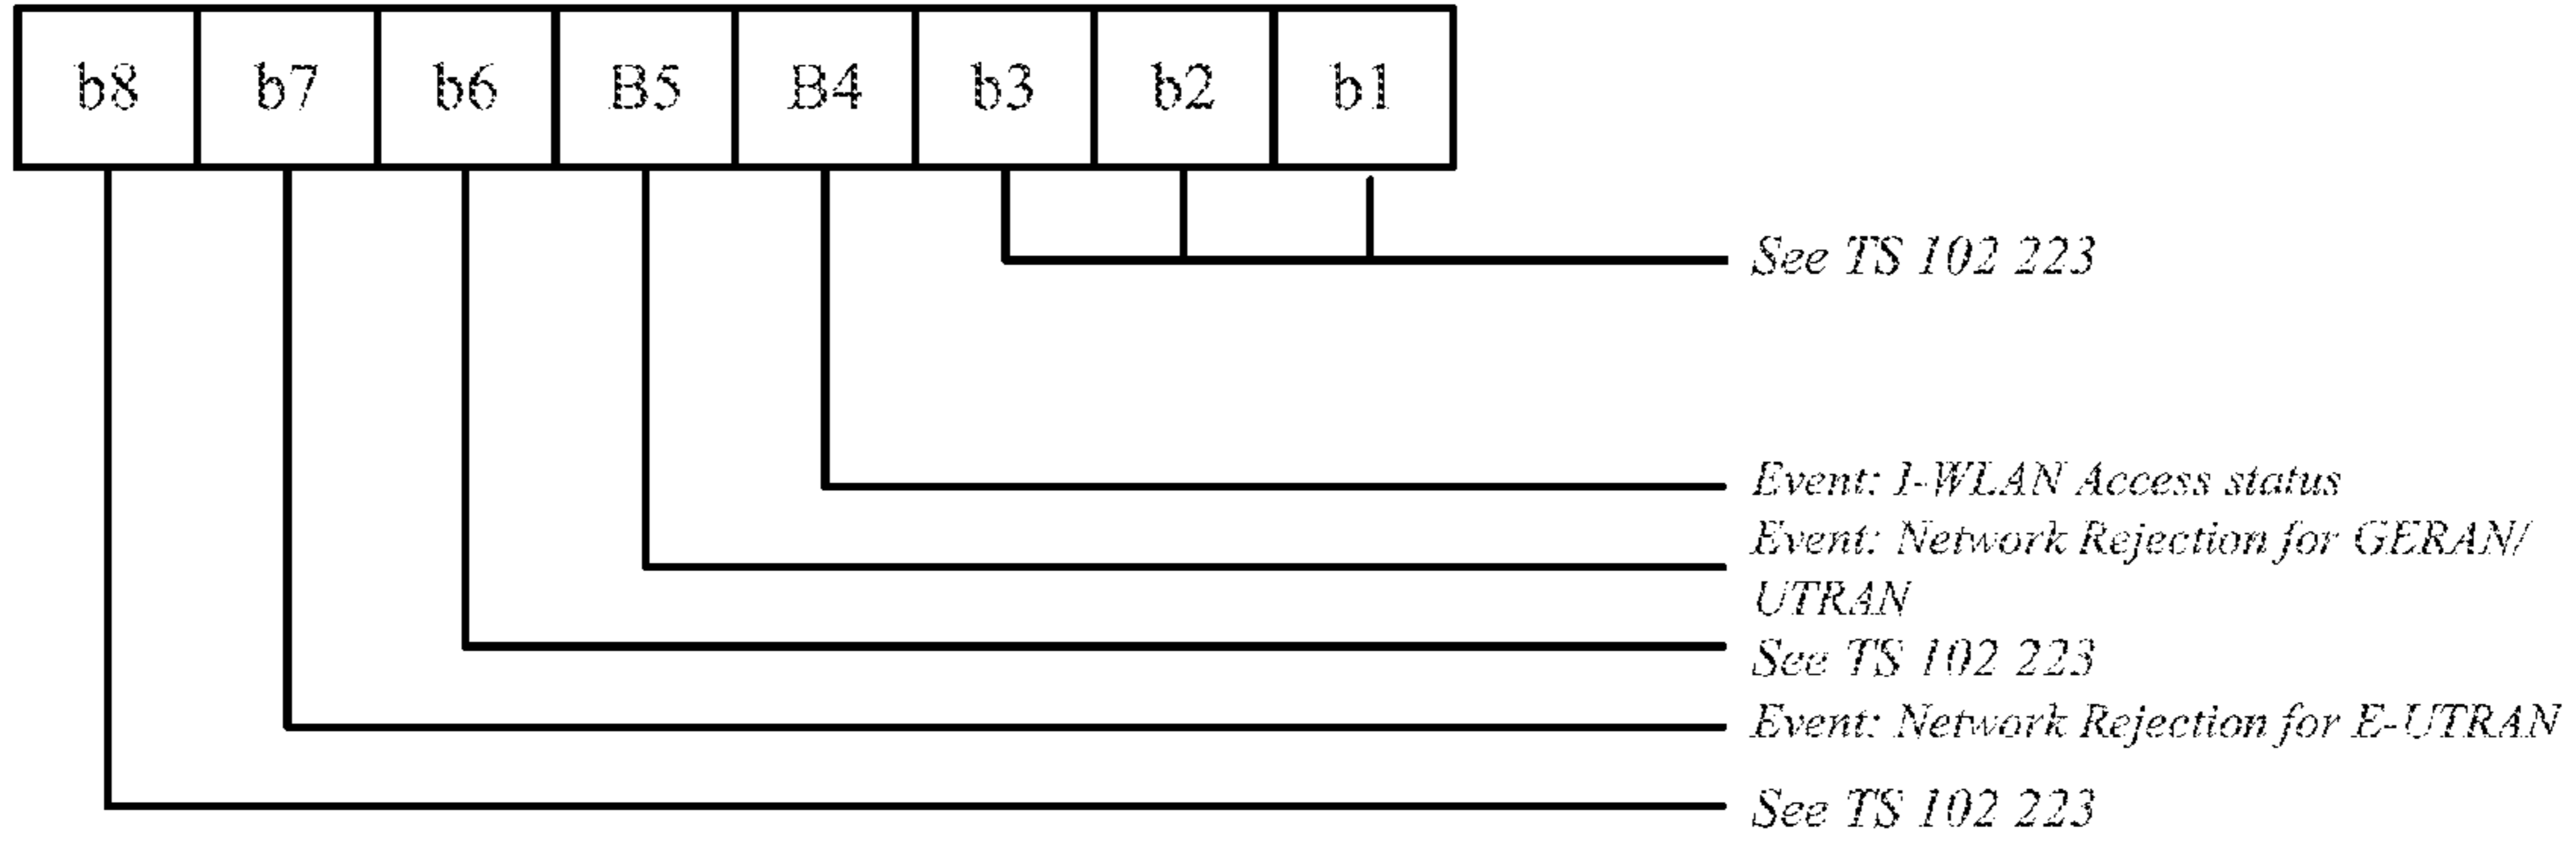 b8 b7 b6 B5 B4 b3 b2 b1
See TS 102 223
Event: I-WLAN Access status
Event: Network Rejection for GERAN/
UTRAN
See TS 102 223
Event: Network Rejection for E-UTRAN
See TS 102 223